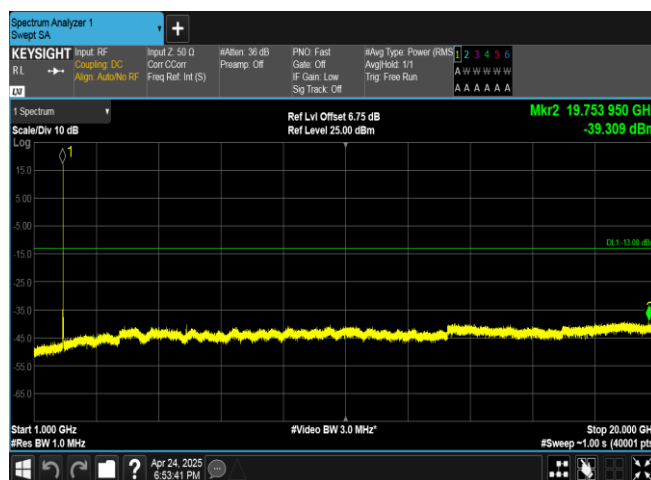 Spectrum Analyzer 1
Swept SA
+
KEYSIGHT
RL
LXI
Input: RF
Coupling: DC
Align: Auto/No RF
Input Z: 50 Ω
Corr CCorr
Freq Ref: Int (S)
#Atten: 36 dB
Preamp: Off
PNO: Fast
Gate: Off
IF Gain: Low
Sig Track: Off
#Avg Type: Power (RMS
Avg|Hold: 1/1
Trig: Free Run
1 2 3 4 5 6
A W W W W W
A A A A A A
1 Spectrum
Scale/Div 10 dB
Log
Ref Lvl Offset 6.75 dB
Ref Level 25.00 dBm
Mkr2 19.753 950 GH
-39.309 dBr
1
15.0
5.00
-5.00
-15.0
-25.0
-35.0
-45.0
-55.0
-65.0
DL1 -13.00 dB
Start 1.000 GHz
#Res BW 1.0 MHz
#Video BW 3.0 MHz*
Stop 20.000 GH
#Sweep ~1.00 s (40001 pts
?
Apr 24, 2025
6:53:41 PM